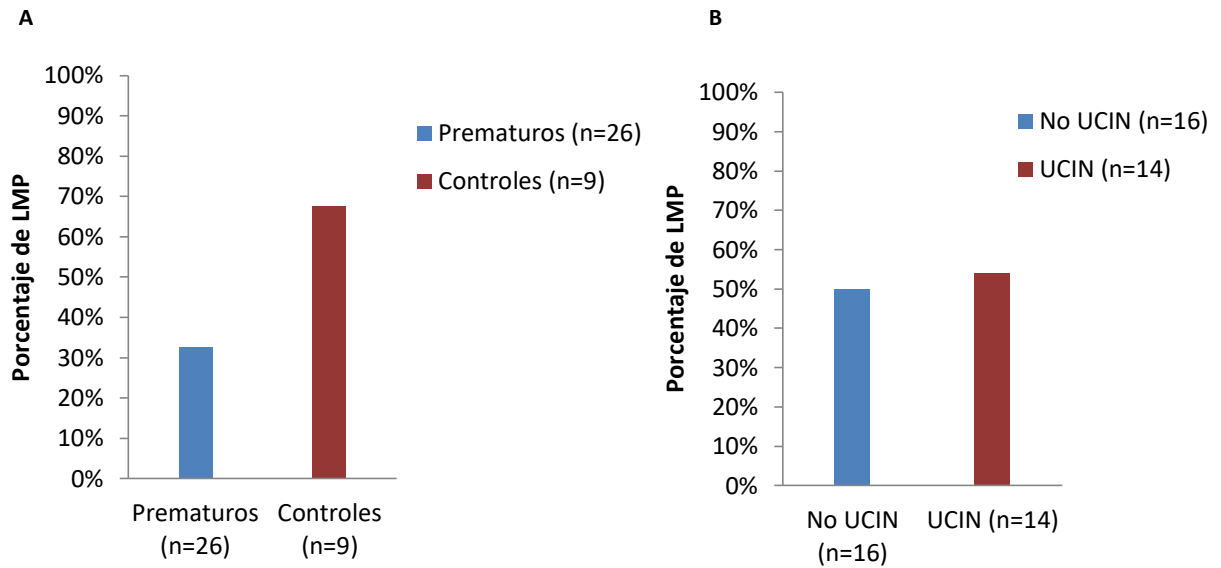 A
Porcentaje de LMP
100%
90%
80%
70%
60%
50%
40%
30%
20%
10%
0%
Prematuros
(n=26)
Controles
(n=9)
Prematuros (n=26)
Controles (n=9)
B
Porcentaje de LMP
100%
90%
80%
70%
60%
50%
40%
30%
20%
10%
0%
No UCIN
(n=16)
UCIN (n=14)
No UCIN (n=16)
UCIN (n=14)